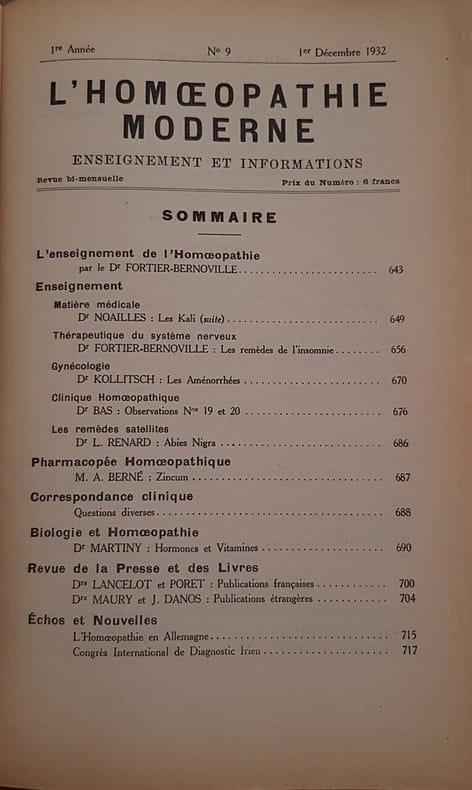 1re Année N° 9 1er Décembre 1932
L'HOMŒOPATHIE
MODERNE
ENSEIGNEMENT ET INFORMATIONS
Revue bi-mensuelle Prix du Numéro : 6 francs
SOMMAIRE
L'enseignement de l'Homœopathie
par le Dr FORTIER-BERNOVILLE. 643
Enseignement
Matière médicale
Dr NOAILLES : Les Kali (suite) 649
Thérapeutique du système nerveux
Dr FORTIER-BERNOVILLE : Les remèdes de l'insomnie 656
Gynécologie
Dr KOLLITSCH : Les Aménorrhées 670
Clinique Homœopathique
Dr BAS : Observations Nos 19 et 20 676
Les remèdes satellites
Dr L. RENARD : Abies Nigra 686
Pharmacopée Homœopathique
M. A. BERNÉ : Zincum 687
Correspondance clinique
Questions diverses 688
Biologie et Homœopathie
Dr MARTINY : Hormones et Vitamines 690
Revue de la Presse et des Livres
Drs LANCELOT et PORET : Publications françaises 700
Drs MAURY et J. DANOS : Publications étrangères 704
Échos et Nouvelles
L'Homœopathie en Allemagne 715
Congrès International de Diagnostic Irien 717